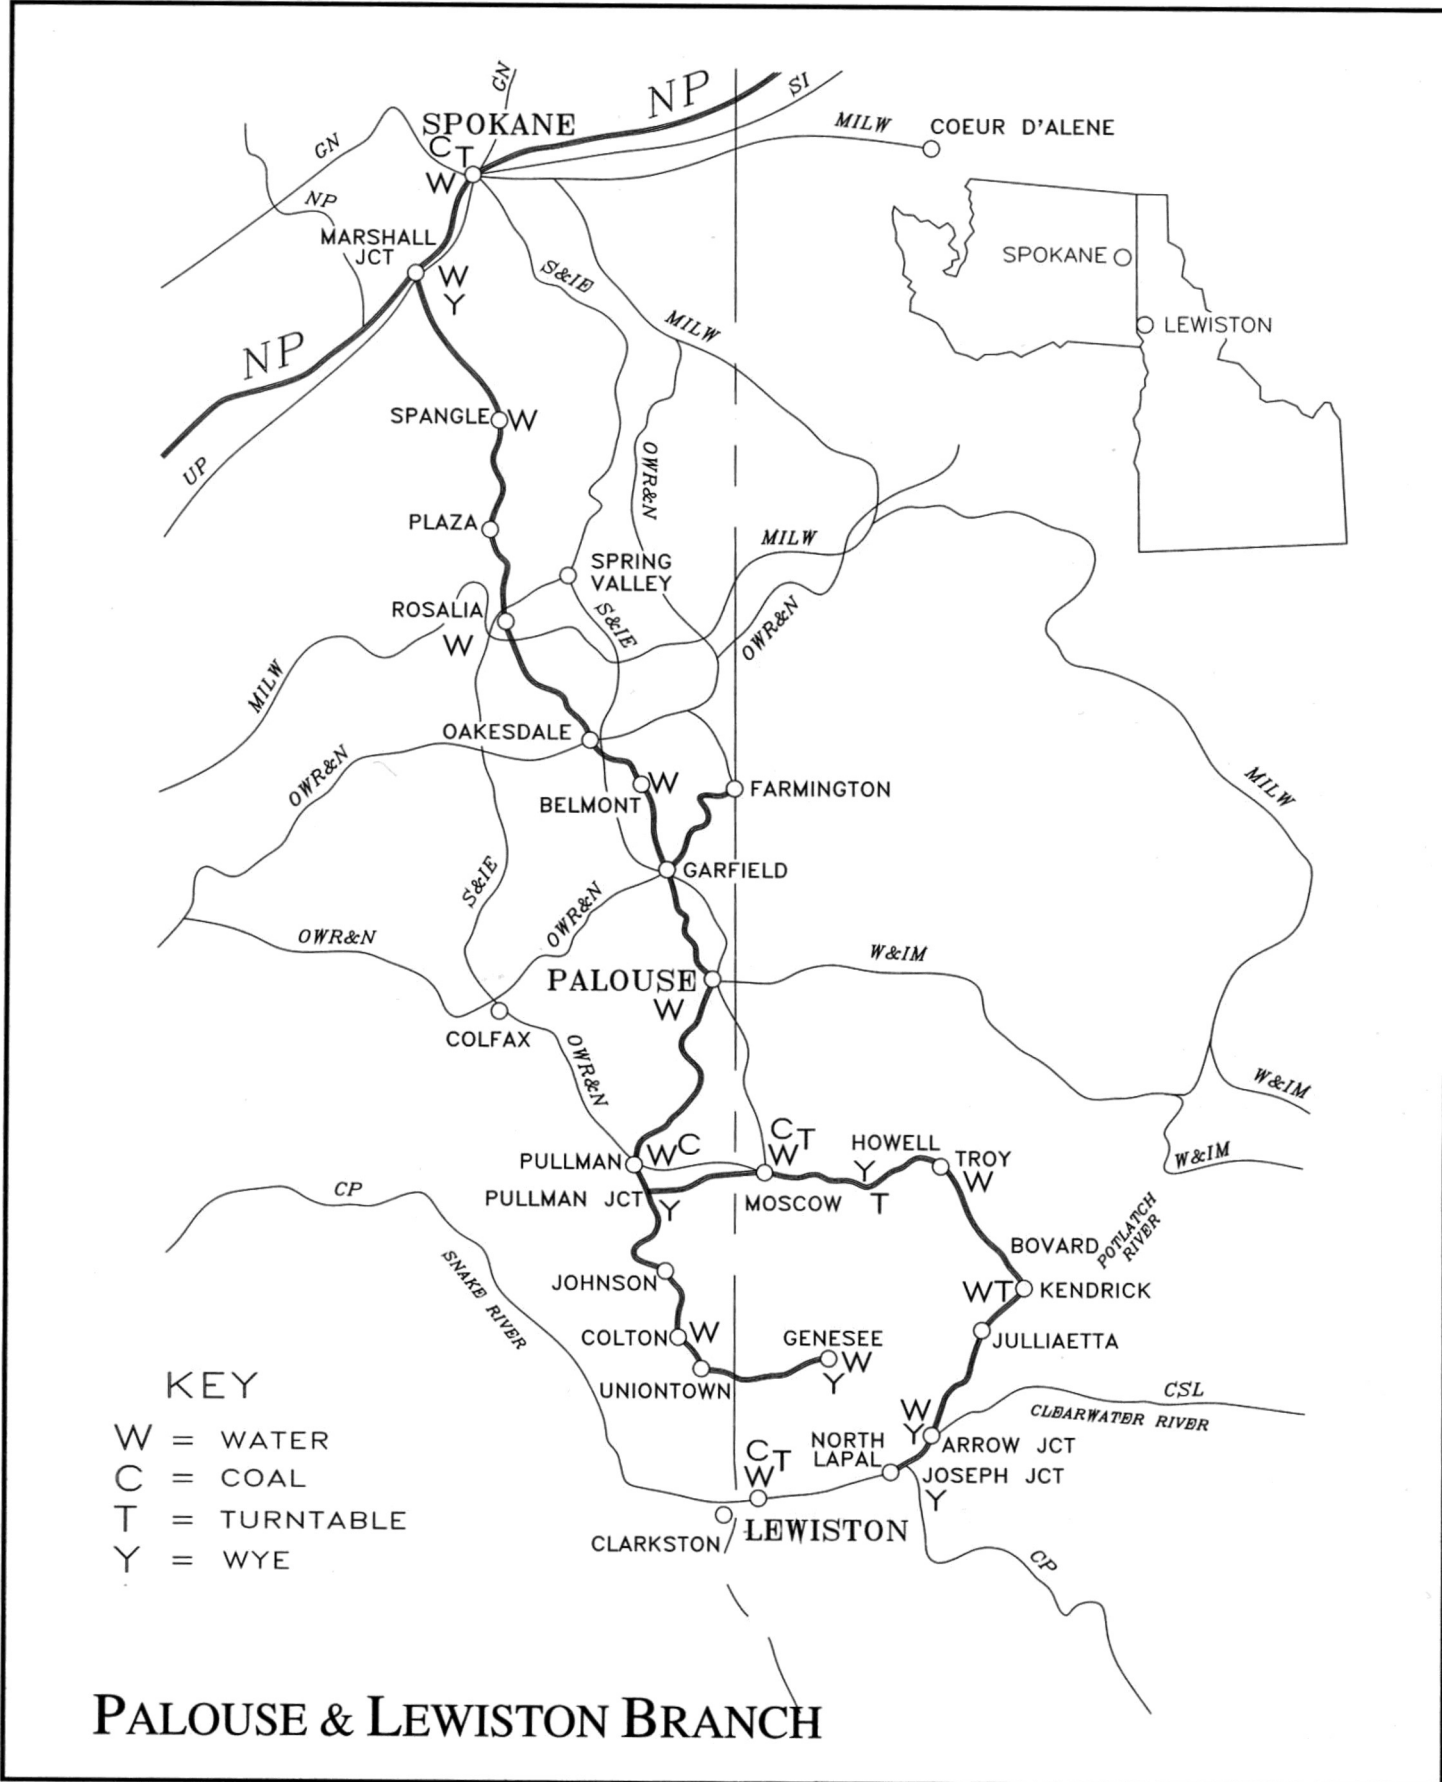 GN
NP
SI
SPOKANE
C T
W
GN
MILW
COEUR D'ALENE
NP
MARSHALL
JCT
W
Y
S&IE
SPOKANE
LEWISTON
MILW
NP
UP
SPANGLE W
OWR&N
PLAZA
MILW
SPRING
VALLEY
ROSALIA
W
S&IE
OWR&N
MILW
OAKESDALE
OWR&N
W
BELMONT
FARMINGTON
MILW
GARFIELD
S&IE
OWR&N
OWR&N
W&IM
PALOUSE
W
COLFAX
OWR&N
W&IM
W&IM
PULLMAN
W C
C T
W
HOWELL
Y
T
TROY
W
PULLMAN JCT
Y
MOSCOW
CP
SNAKE RIVER
BOVARD
POTLATCH
RIVER
JOHNSON
W T
KENDRICK
COLTON W
GENESEE
W
Y
JULLIAETTA
UNIONTOWN
CSL
CLEARWATER RIVER
W
Y
ARROW JCT
NORTH
LAPAL
JOSEPH JCT
Y
C T
W
CLARKSTON
LEWISTON
CP
KEY
W = WATER
C = COAL
T = TURNTABLE
Y = WYE
PALOUSE & LEWISTON BRANCH